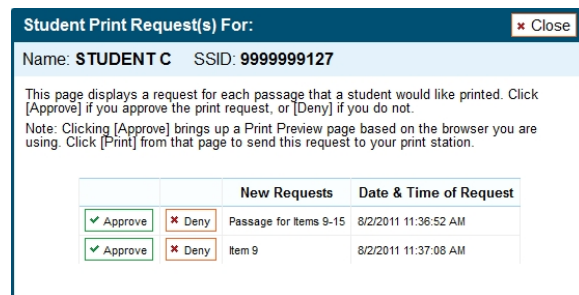 Student Print Request(s) For:
× Close
Name: STUDENT C SSID: 9999999127
This page displays a request for each passage that a student would like printed. Click
[Approve] if you approve the print request, or [Deny] if you do not.
Note: Clicking [Approve] brings up a Print Preview page based on the browser you are
using. Click [Print] from that page to send this request to your print station.
New Requests Date & Time of Request
✔ Approve × Deny Passage for Items 9-15 8/2/2011 11:36:52 AM
✔ Approve × Deny Item 9 8/2/2011 11:37:08 AM